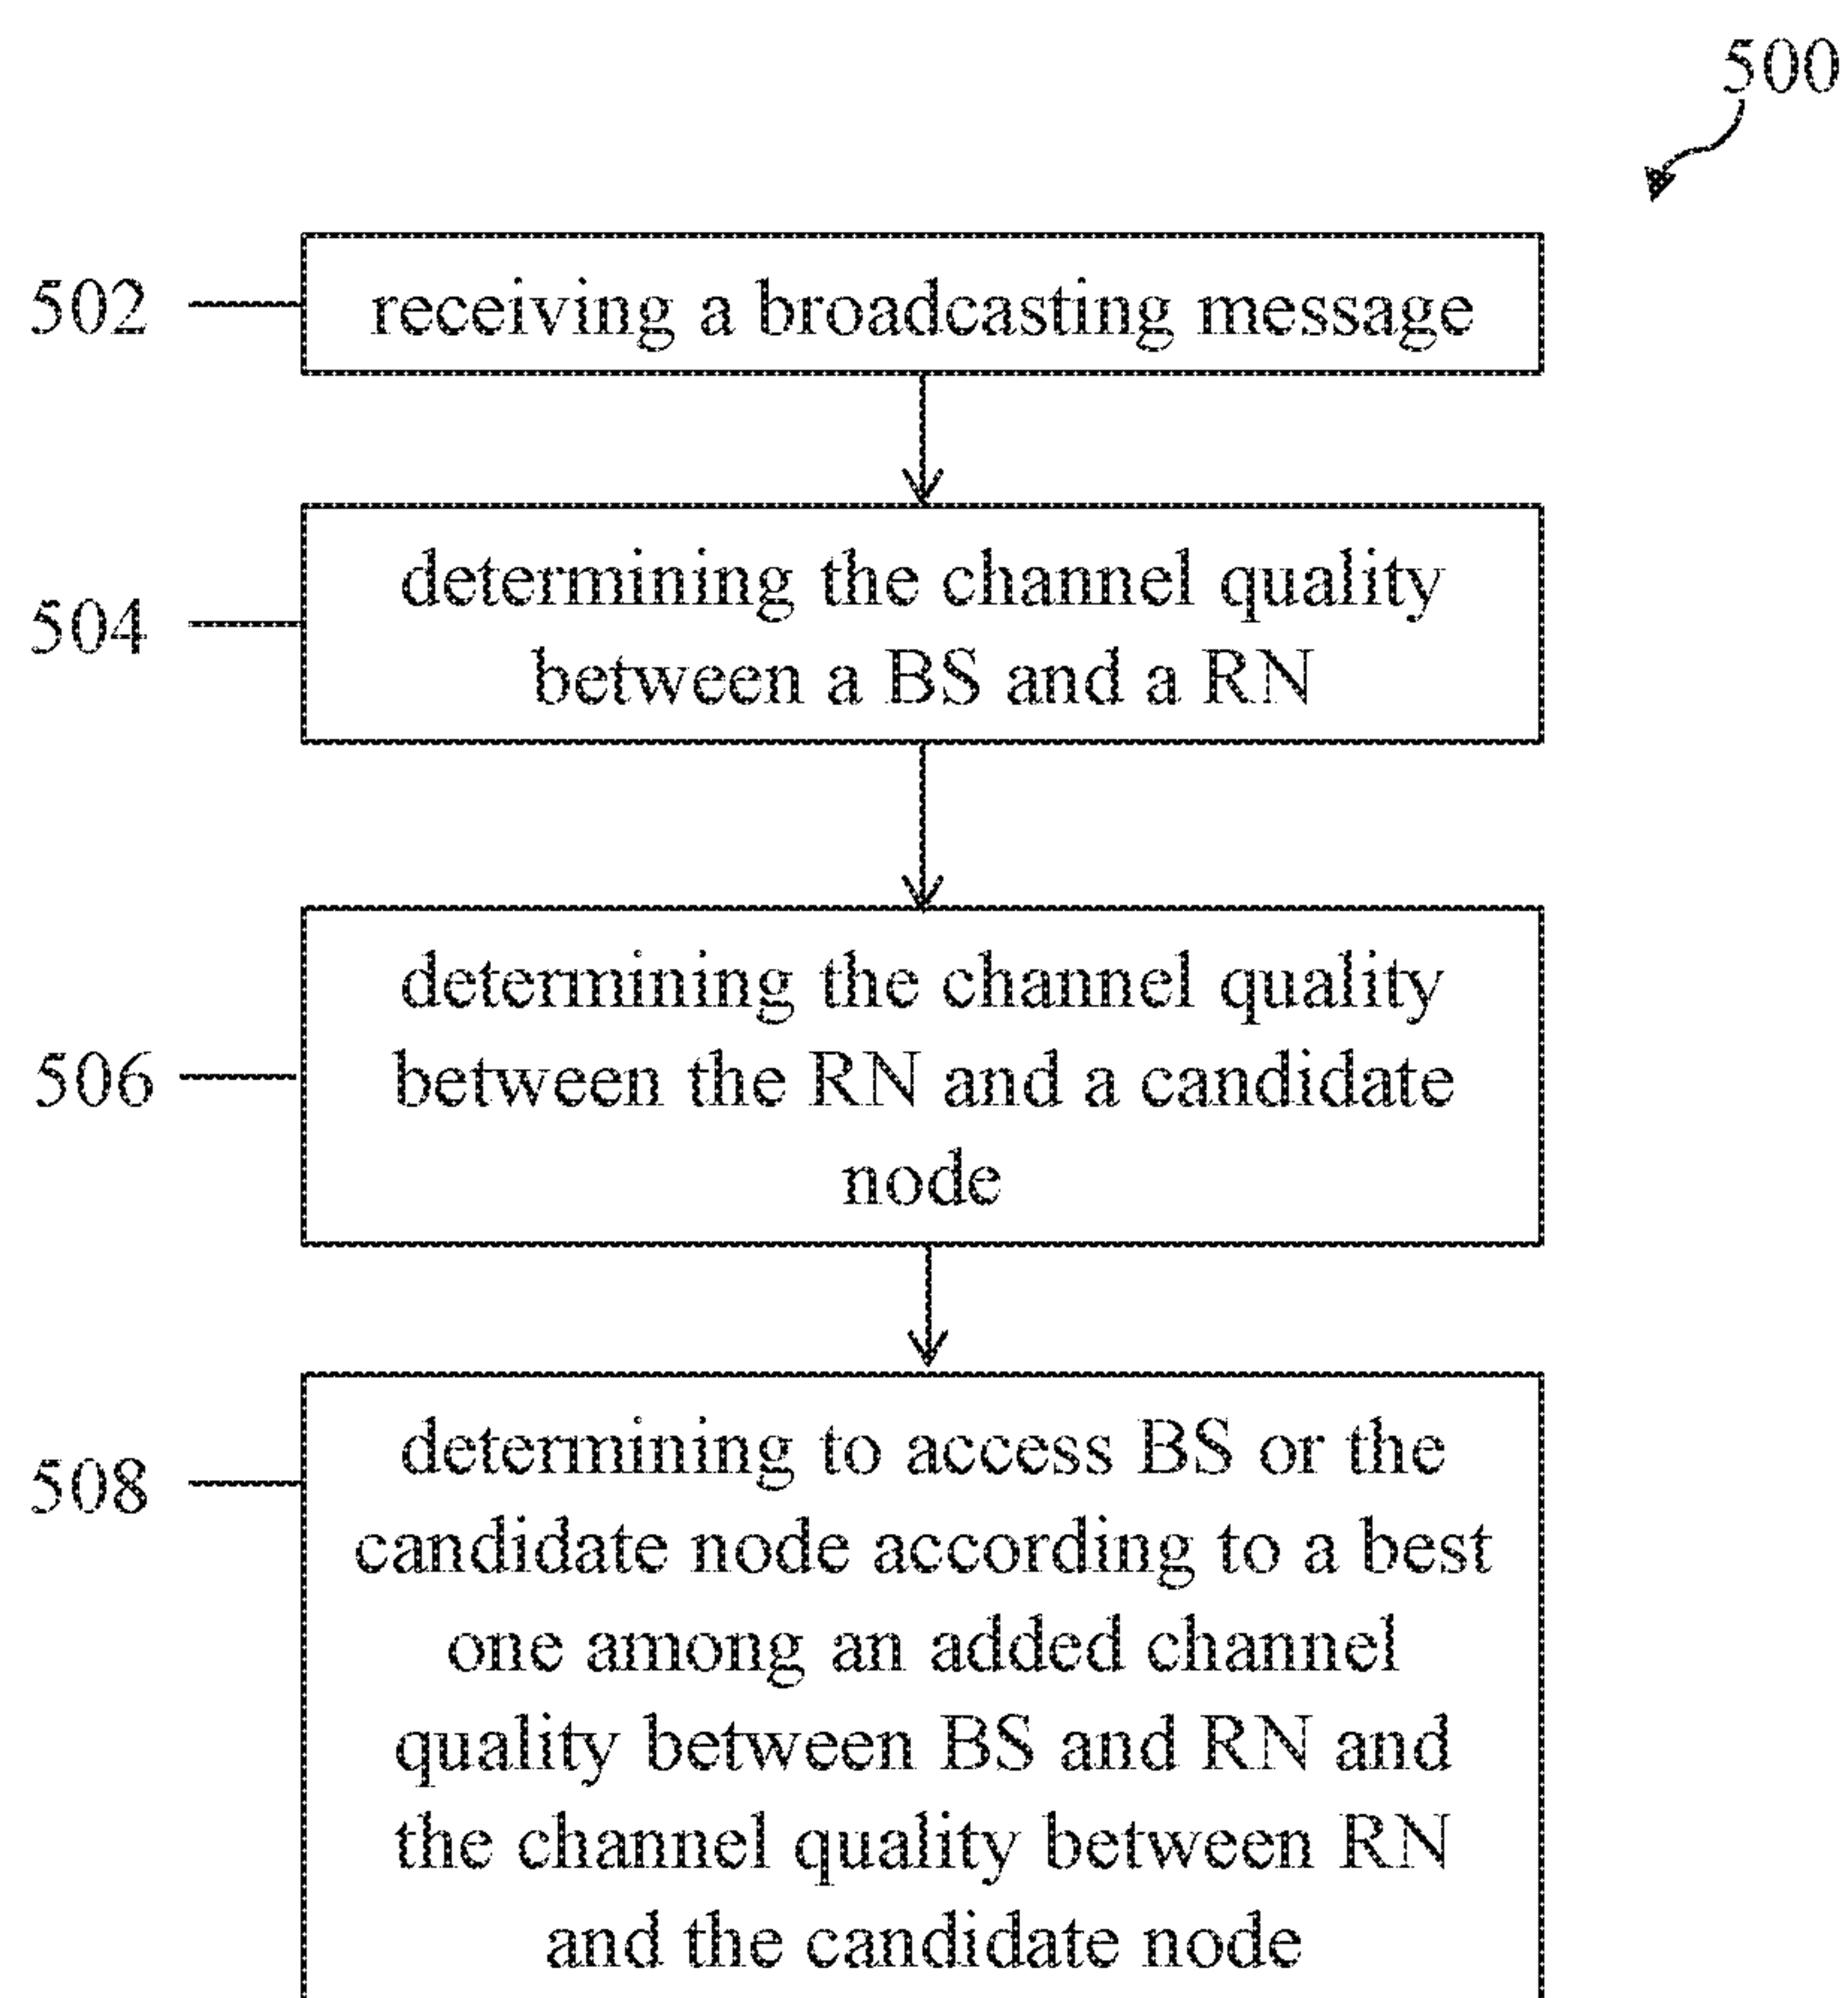 500
502
receiving a broadcasting message
504
determining the channel quality
between a BS and a RN
506
determining the channel quality
between the RN and a candidate
node
508
determining to access BS or the
candidate node according to a best
one among an added channel
quality between BS and RN and
the channel quality between RN
and the candidate node